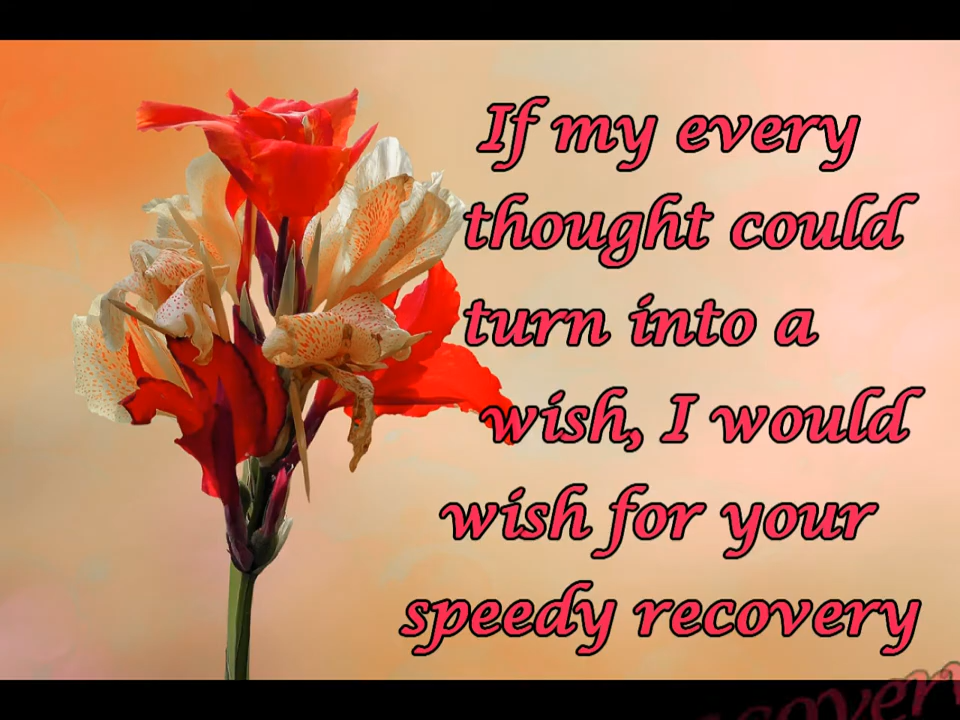 If my every
thought could
turn into a
wish, I would
wish for your
speedy recovery